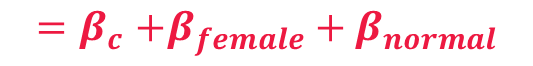 = β_c + β_female + β_normal